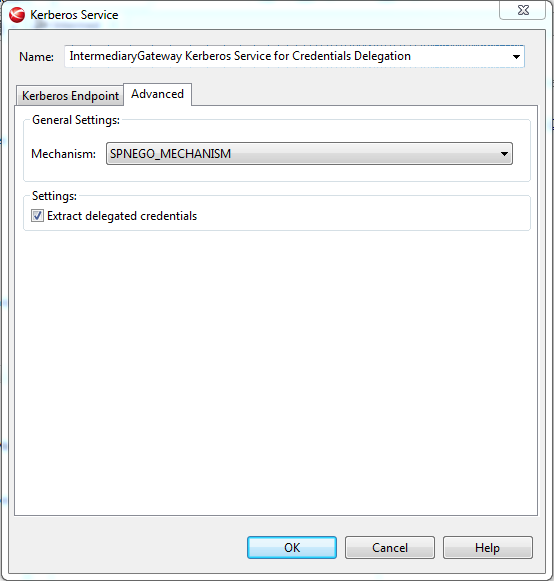 Kerberos Service
Name: IntermediaryGateway Kerberos Service for Credentials Delegation
Kerberos Endpoint Advanced
General Settings:
Mechanism: SPNEGO_MECHANISM
Settings:
Extract delegated credentials
OK Cancel Help